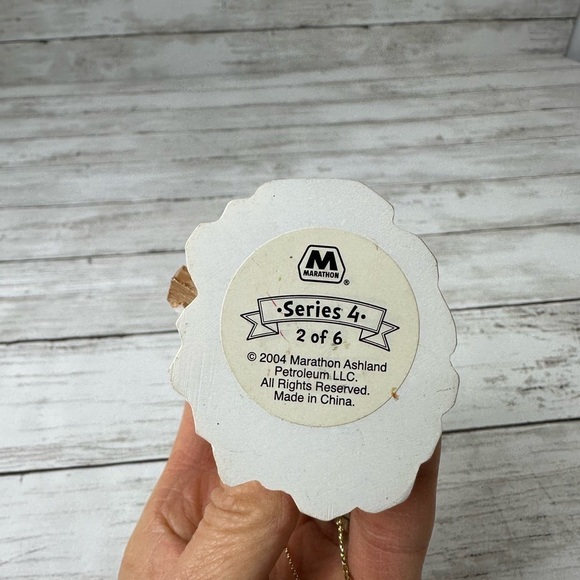 M
MARATHON®
·Series 4·
2 of 6
© 2004 Marathon Ashland
Petroleum LLC.
All Rights Reserved.
Made in China.